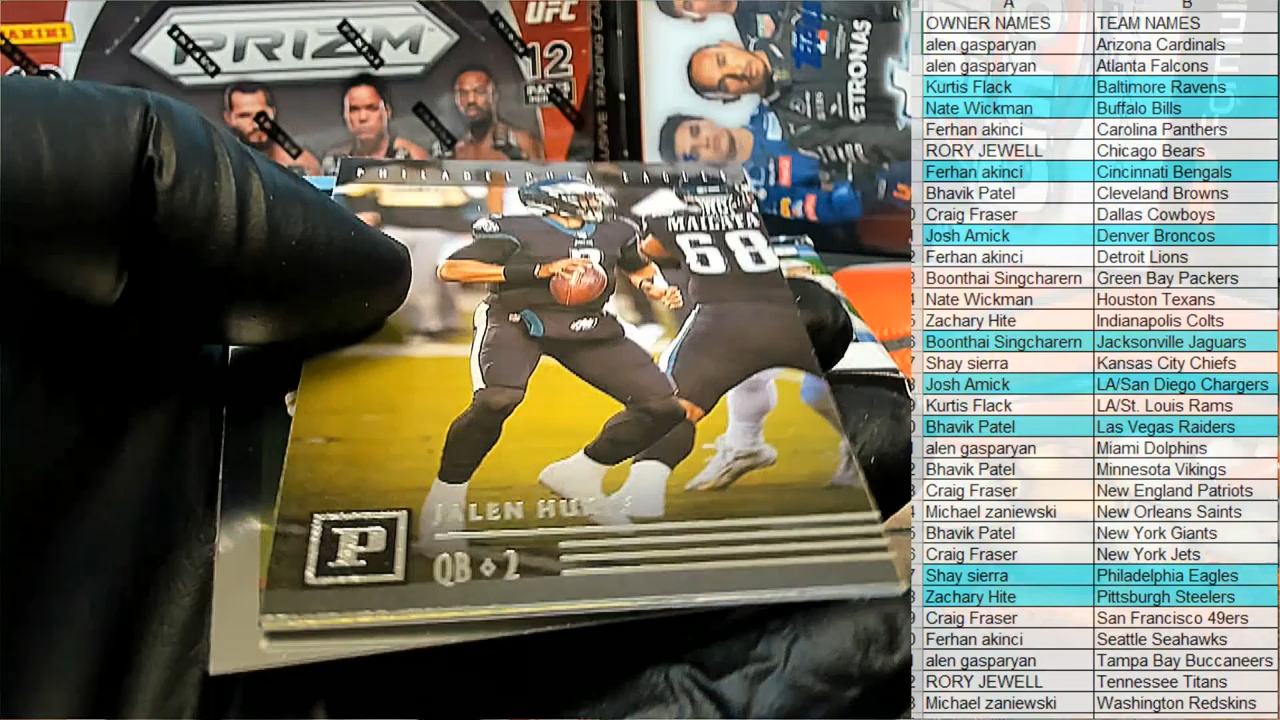 PANINI
PRIZM
UFC
12
ETRONAS
PHILADELPHIA EAGLES
MAILATA
68
JALEN HURTS
P
QB 2
A B
OWNER NAMES TEAM NAMES
alen gasparyan Arizona Cardinals
alen gasparyan Atlanta Falcons
Kurtis Flack Baltimore Ravens
Nate Wickman Buffalo Bills
Ferhan akinci Carolina Panthers
RORY JEWELL Chicago Bears
Ferhan akinci Cincinnati Bengals
Bhavik Patel Cleveland Browns
Craig Fraser Dallas Cowboys
Josh Amick Denver Broncos
Ferhan akinci Detroit Lions
Boonthai Singcharern Green Bay Packers
Nate Wickman Houston Texans
Zachary Hite Indianapolis Colts
Boonthai Singcharern Jacksonville Jaguars
Shay sierra Kansas City Chiefs
Josh Amick LA/San Diego Chargers
Kurtis Flack LA/St. Louis Rams
Bhavik Patel Las Vegas Raiders
alen gasparyan Miami Dolphins
Bhavik Patel Minnesota Vikings
Craig Fraser New England Patriots
Michael zaniewski New Orleans Saints
Bhavik Patel New York Giants
Craig Fraser New York Jets
Shay sierra Philadelphia Eagles
Zachary Hite Pittsburgh Steelers
Craig Fraser San Francisco 49ers
Ferhan akinci Seattle Seahawks
alen gasparyan Tampa Bay Buccaneers
RORY JEWELL Tennessee Titans
Michael zaniewski Washington Redskins